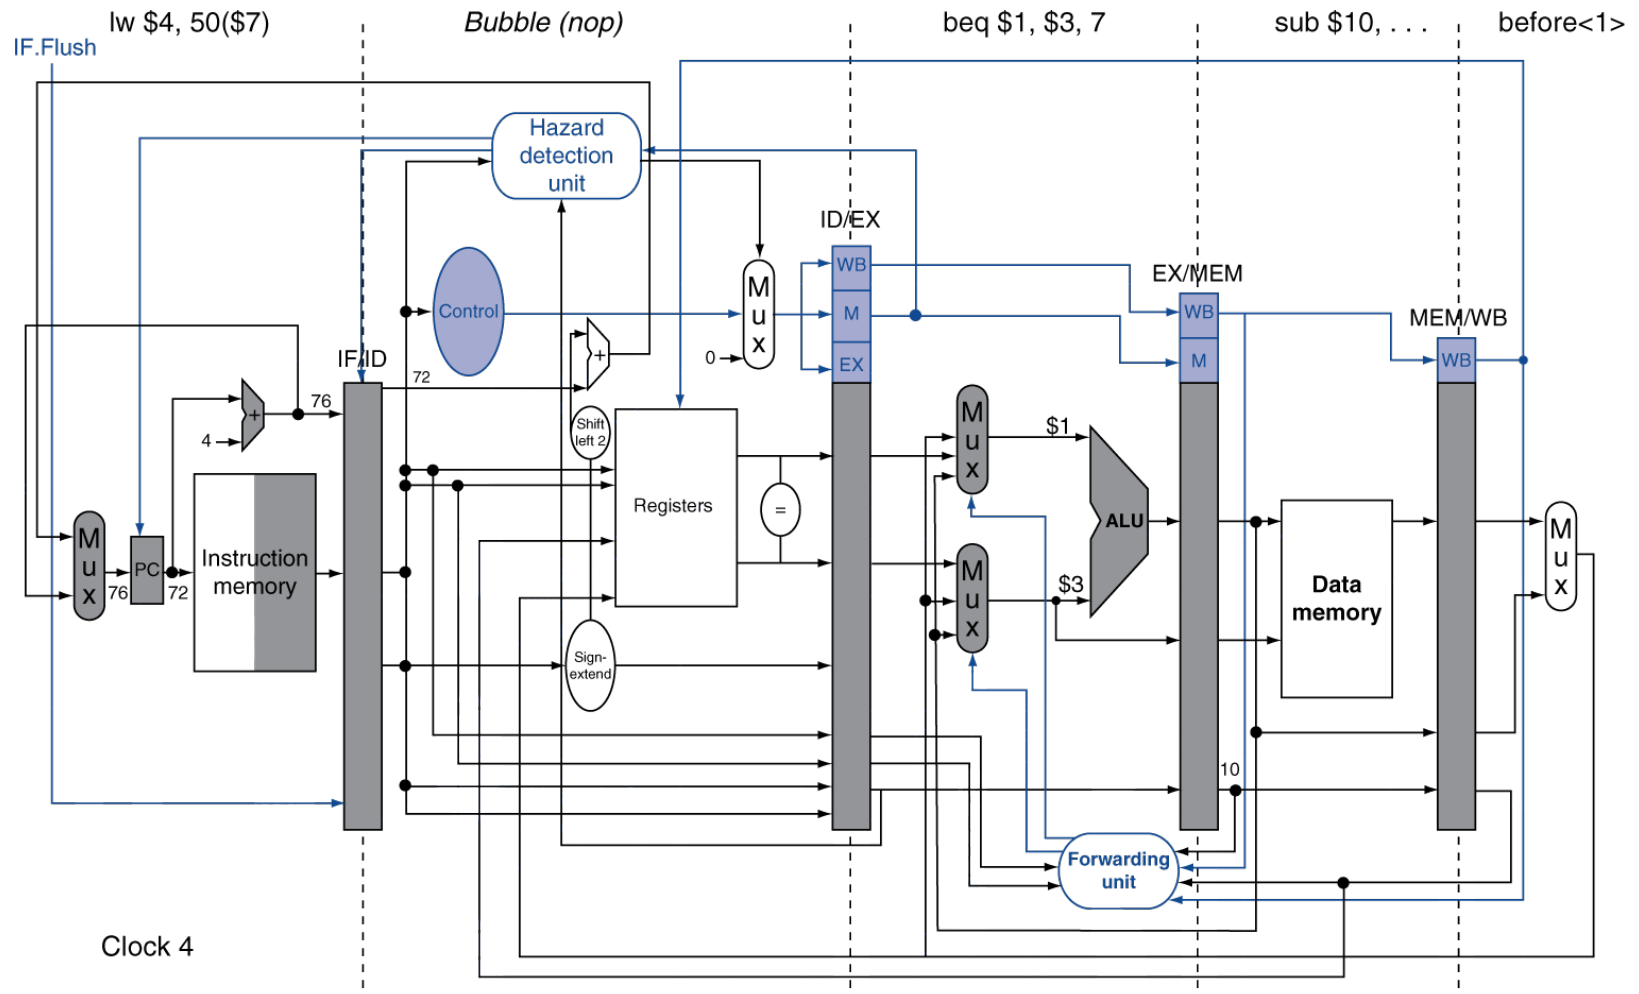 lw $4, 50($7)
Bubble (nop)
beq $1, $3, 7
sub $10, . . .
before<1>
IF.Flush
Hazard
detection
unit
ID/EX
WB
M
EX
EX/MEM
WB
M
MEM/WB
WB
Control
M
u
x
0
IF/ID
72
+
76
+
4
Shift
left 2
Registers
=
M
u
x
$1
ALU
M
u
x
76
PC
72
Instruction
memory
M
u
x
$3
Data
memory
M
u
x
Sign-
extend
10
Forwarding
unit
Clock 4